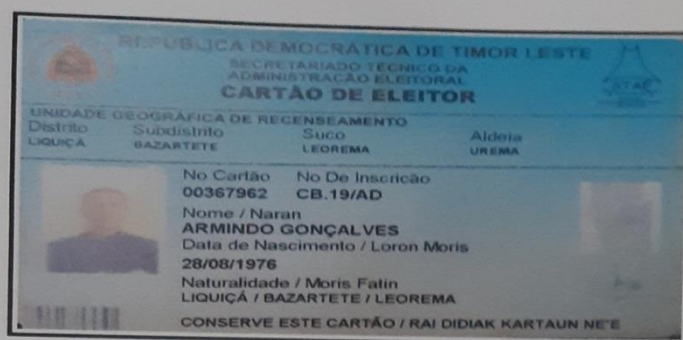 REPUBLICA DEMOCRÁTICA DE TIMOR LESTE
SECRETARIADO TÉCNICO DA
ADMINISTRAÇÃO ELEITORAL
CARTÃO DE ELEITOR
STAE
UNIDADE GEOGRÁFICA DE RECENSEAMENTO
Distrito Subdistrito Suco Aldeia
LIQUIÇÁ BAZARTETE LEOREMA UREMA
No Cartão No De Inscricão
00367962 CB.19/AD
Nome / Naran
ARMINDO GONÇALVES
Data de Nascimento / Loron Moris
28/08/1976
Naturalidade / Moris Fatin
LIQUIÇÁ / BAZARTETE / LEOREMA
CONSERVE ESTE CARTÃO / RAI DIDIAK KARTAUN NE'E